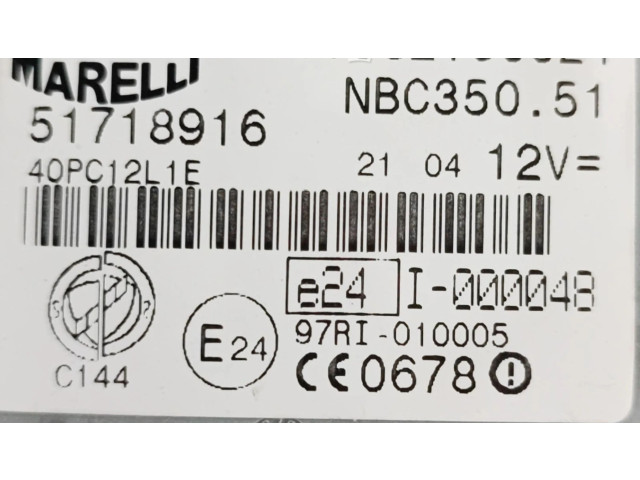 MARELLI
NBC350.51
51718916
40PC12L1E
21 04 12V=
e24 I-000048
E24
97RI-010005
C144
CE0678